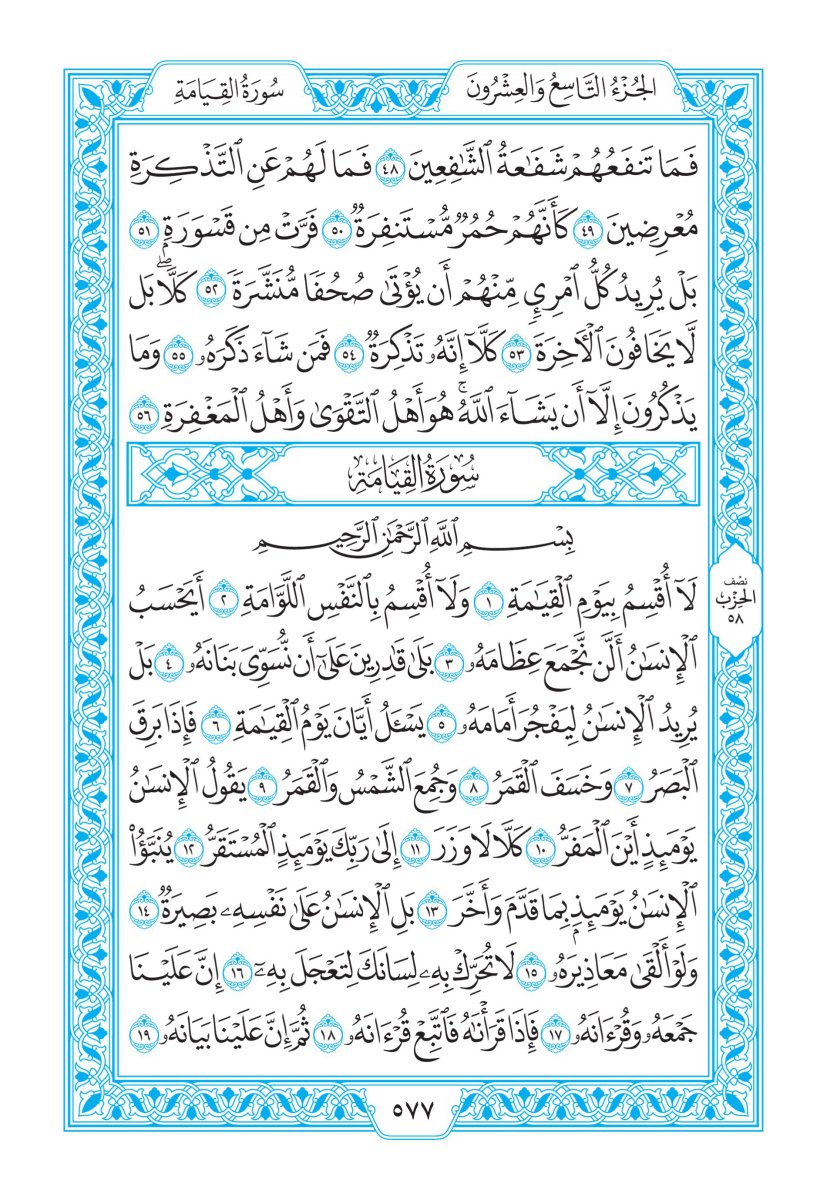 الجُزْءُ التَّاسِعُ وَالعِشْرُونَ
سُورَةُ القِيَامَةِ
فَمَا تَنفَعُهُمْ شَفَٰعَةُ ٱلشَّٰفِعِينَ ٤٨ فَمَا لَهُمْ عَنِ ٱلتَّذْكِرَةِ
مُعْرِضِينَ ٤٩ كَأَنَّهُمْ حُمُرٌ مُّسْتَنفِرَةٌ ٥٠ فَرَّتْ مِن قَسْوَرَةٍۭ ٥١
بَلْ يُرِيدُ كُلُّ ٱمْرِئٍ مِّنْهُمْ أَن يُؤْتَىٰ صُحُفًا مُّنَشَّرَةً ٥٢ كَلَّاۖ بَل
لَّا يَخَافُونَ ٱلْأَخِرَةَ ٥٣ كَلَّآ إِنَّهُۥ تَذْكِرَةٌ ٥٤ فَمَن شَآءَ ذَكَرَهُۥ ٥٥ وَمَا
يَذْكُرُونَ إِلَّآ أَن يَشَآءَ ٱللَّهُۚ هُوَ أَهْلُ ٱلتَّقْوَىٰ وَأَهْلُ ٱلْمَغْفِرَةِ ٥٦
سُورَةُ القِيَامَةِ
بِسْمِ ٱللَّهِ ٱلرَّحْمَٰنِ ٱلرَّحِيمِ
لَآ أُقْسِمُ بِيَوْمِ ٱلْقِيَٰمَةِ ١ وَلَآ أُقْسِمُ بِٱلنَّفْسِ ٱللَّوَّامَةِ ٢ أَيَحْسَبُ
ٱلْإِنسَٰنُ أَلَّن نَّجْمَعَ عِظَامَهُۥ ٣ بَلَىٰ قَٰدِرِينَ عَلَىٰٓ أَن نُّسَوِّىَ بَنَانَهُۥ ٤ بَلْ
يُرِيدُ ٱلْإِنسَٰنُ لِيَفْجُرَ أَمَامَهُۥ ٥ يَسْـَٔلُ أَيَّانَ يَوْمُ ٱلْقِيَٰمَةِ ٦ فَإِذَا بَرِقَ
ٱلْبَصَرُ ٧ وَخَسَفَ ٱلْقَمَرُ ٨ وَجُمِعَ ٱلشَّمْسُ وَٱلْقَمَرُ ٩ يَقُولُ ٱلْإِنسَٰنُ
يَوْمَئِذٍ أَيْنَ ٱلْمَفَرُّ ١٠ كَلَّا لَا وَزَرَ ١١ إِلَىٰ رَبِّكَ يَوْمَئِذٍ ٱلْمُسْتَقَرُّ ١٢ يُنَبَّؤُا۟
ٱلْإِنسَٰنُ يَوْمَئِذٍۭ بِمَا قَدَّمَ وَأَخَّرَ ١٣ بَلِ ٱلْإِنسَٰنُ عَلَىٰ نَفْسِهِۦ بَصِيرَةٌ ١٤
وَلَوْ أَلْقَىٰ مَعَاذِيرَهُۥ ١٥ لَا تُحَرِّكْ بِهِۦ لِسَانَكَ لِتَعْجَلَ بِهِۦٓ ١٦ إِنَّ عَلَيْنَا
جَمْعَهُۥ وَقُرْءَانَهُۥ ١٧ فَإِذَا قَرَأْنَٰهُ فَٱتَّبِعْ قُرْءَانَهُۥ ١٨ ثُمَّ إِنَّ عَلَيْنَا بَيَانَهُۥ ١٩
نصف
الحزب
٥٨
٥٧٧